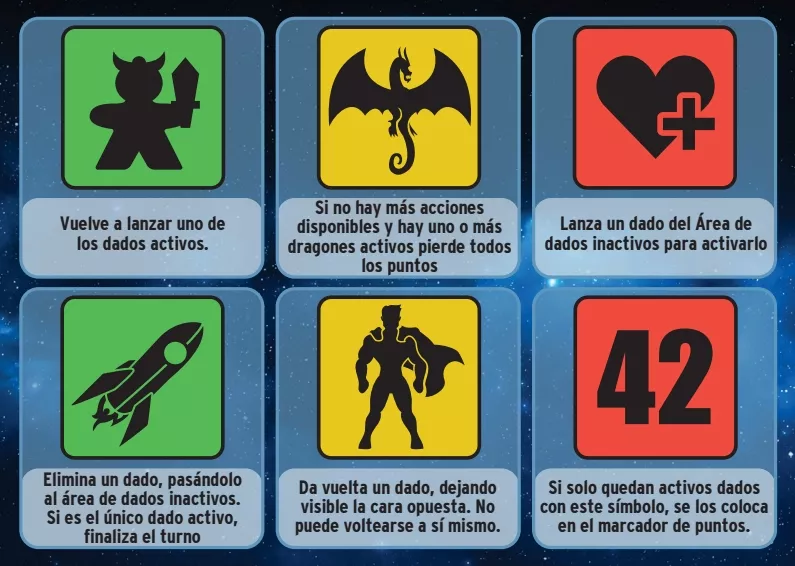 Vuelve a lanzar uno de
los dados activos.
Si no hay más acciones
disponibles y hay uno o más
dragones activos pierde todos
los puntos
Lanza un dado del Área de
dados inactivos para activarlo
Elimina un dado, pasándolo
al área de dados inactivos.
Si es el único dado activo,
finaliza el turno
Da vuelta un dado, dejando
visible la cara opuesta. No
puede voltearse a sí mismo.
42
Si solo quedan activos dados
con este símbolo, se los coloca
en el marcador de puntos.